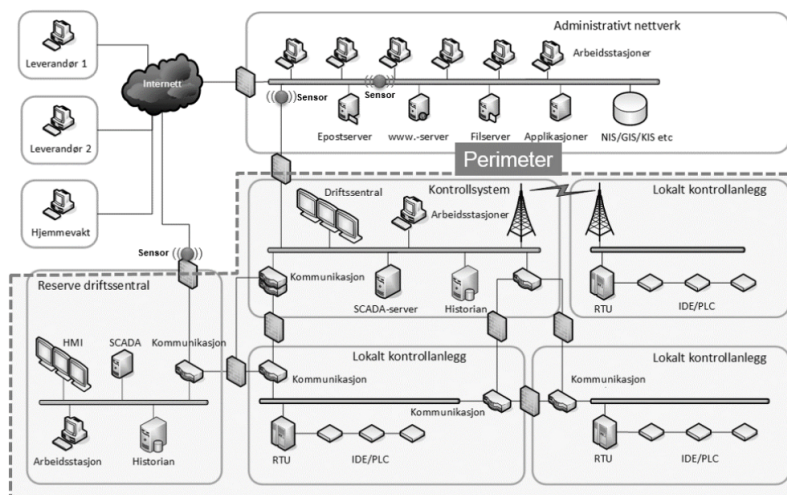 Administrativt nettverk
Leverandør 1
Internett
Arbeidsstasjoner
Sensor
Sensor
Leverandør 2
Epostserver
www.-server
Filserver
Applikasjoner
NIS/GIS/KIS etc
Perimeter
Hjemmevakt
Driftssentral
Kontrollsystem
Arbeidsstasjoner
Lokalt kontrollanlegg
Sensor
Kommunikasjon
SCADA-server
Historian
RTU
IDE/PLC
Reserve driftssentral
HMI
SCADA
Kommunikasjon
Arbeidsstasjon
Historian
Lokalt kontrollanlegg
Kommunikasjon
Kommunikasjon
RTU
IDE/PLC
Lokalt kontrollanlegg
Kommunikasjon
RTU
IDE/PLC